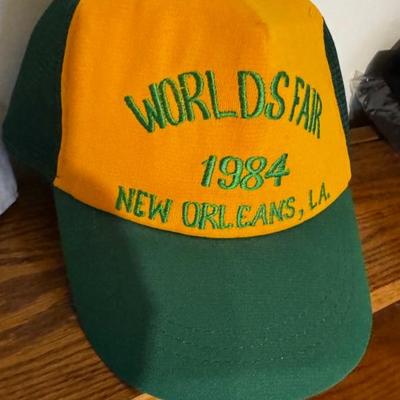 WORLDS FAIR
1984
NEW ORLEANS, LA.